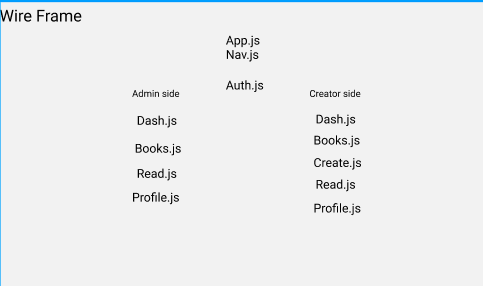 Wire Frame
App.js
Nav.js
Auth.js
Admin side
Dash.js
Books.js
Read.js
Profile.js
Creator side
Dash.js
Books.js
Create.js
Read.js
Profile.js